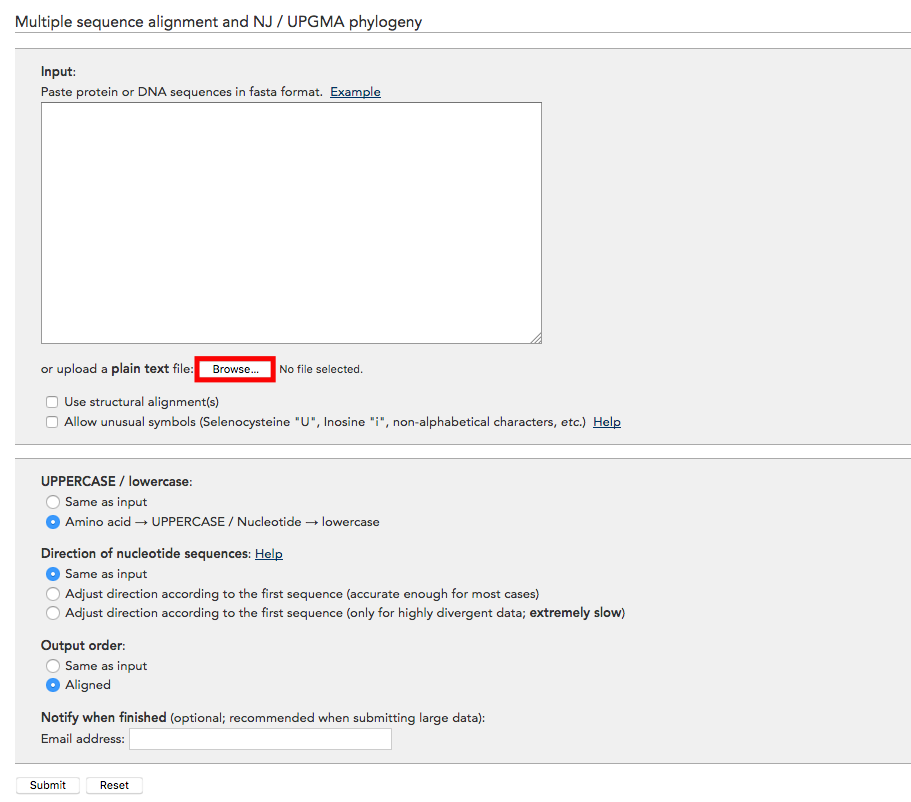 Multiple sequence alignment and NJ / UPGMA phylogeny
Input:
Paste protein or DNA sequences in fasta format. Example
or upload a plain text file: Browse... No file selected.
Use structural alignment(s)
Allow unusual symbols (Selenocysteine "U", Inosine "i", non-alphabetical characters, etc.) Help
UPPERCASE / lowercase:
Same as input
Amino acid → UPPERCASE / Nucleotide → lowercase
Direction of nucleotide sequences: Help
Same as input
Adjust direction according to the first sequence (accurate enough for most cases)
Adjust direction according to the first sequence (only for highly divergent data; extremely slow)
Output order:
Same as input
Aligned
Notify when finished (optional; recommended when submitting large data):
Email address:
Submit Reset